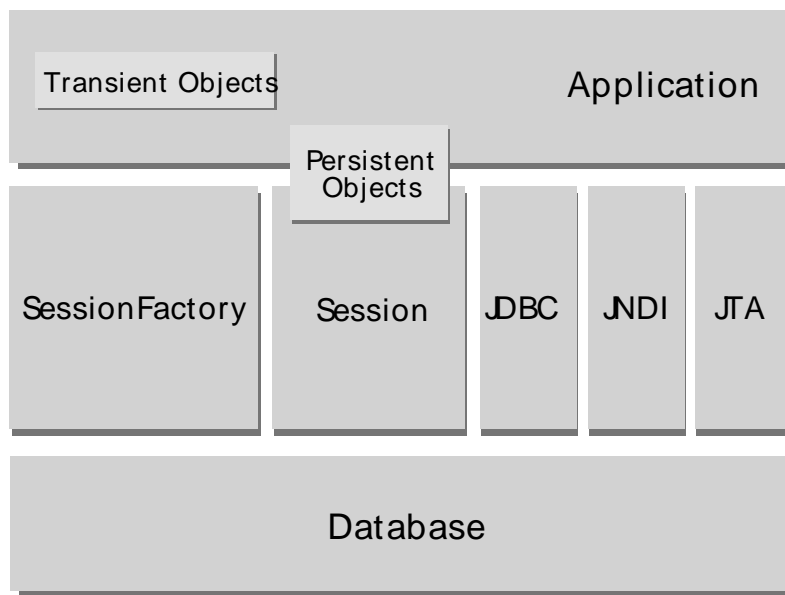 Transient Objects
Application
Persistent
Objects
SessionFactory
Session
JDBC
JNDI
JTA
Database